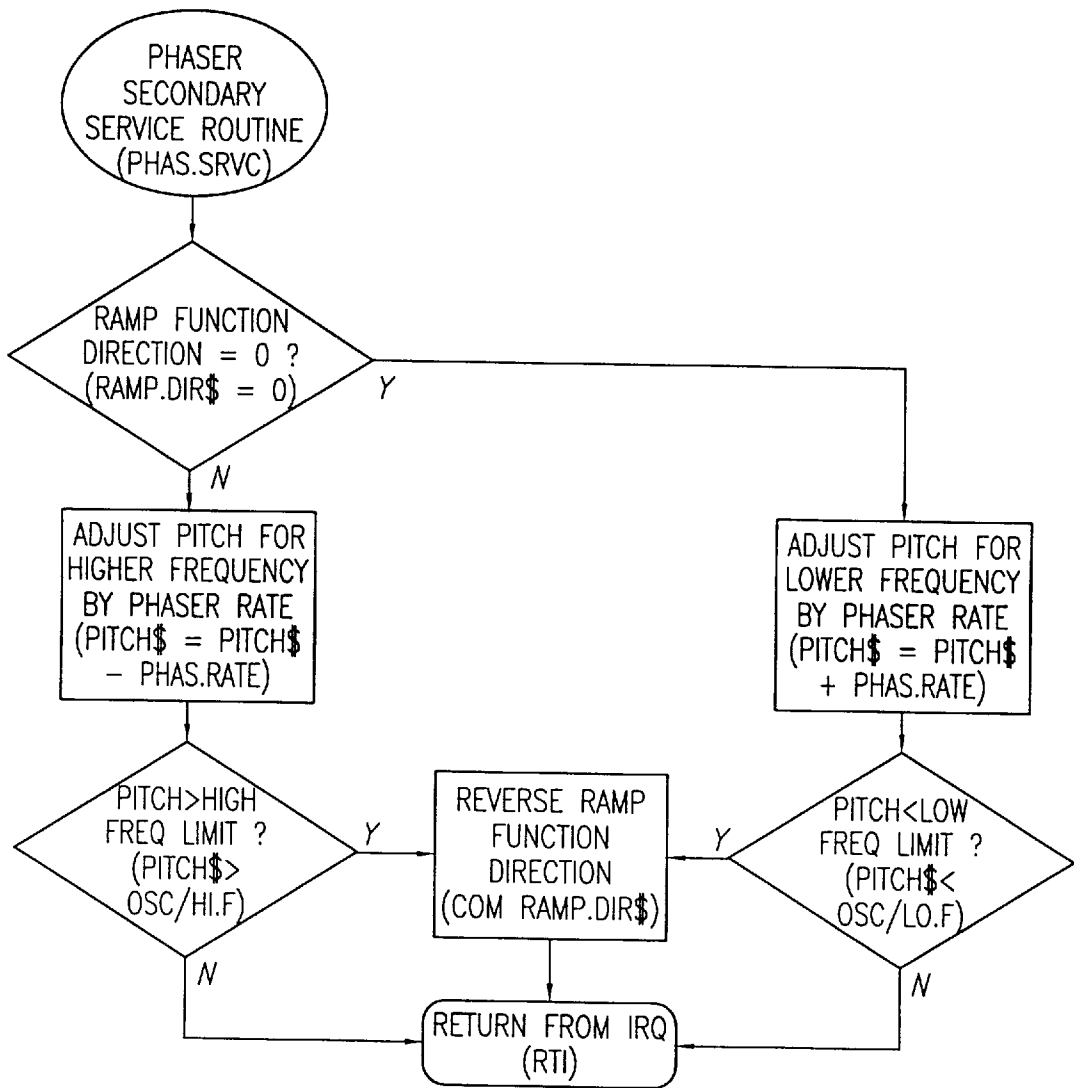 PHASER
SECONDARY
SERVICE ROUTINE
(PHAS.SRVC)
RAMP FUNCTION
DIRECTION = 0 ?
(RAMP.DIR$ = 0)
Y
N
ADJUST PITCH FOR
HIGHER FREQUENCY
BY PHASER RATE
(PITCH$ = PITCH$
- PHAS.RATE)
ADJUST PITCH FOR
LOWER FREQUENCY
BY PHASER RATE
(PITCH$ = PITCH$
+ PHAS.RATE)
PITCH>HIGH
FREQ LIMIT ?
(PITCH$>
OSC/HI.F)
Y
N
REVERSE RAMP
FUNCTION
DIRECTION
(COM RAMP.DIR$)
Y
PITCH<LOW
FREQ LIMIT ?
(PITCH$<
OSC/LO.F)
N
RETURN FROM IRQ
(RTI)